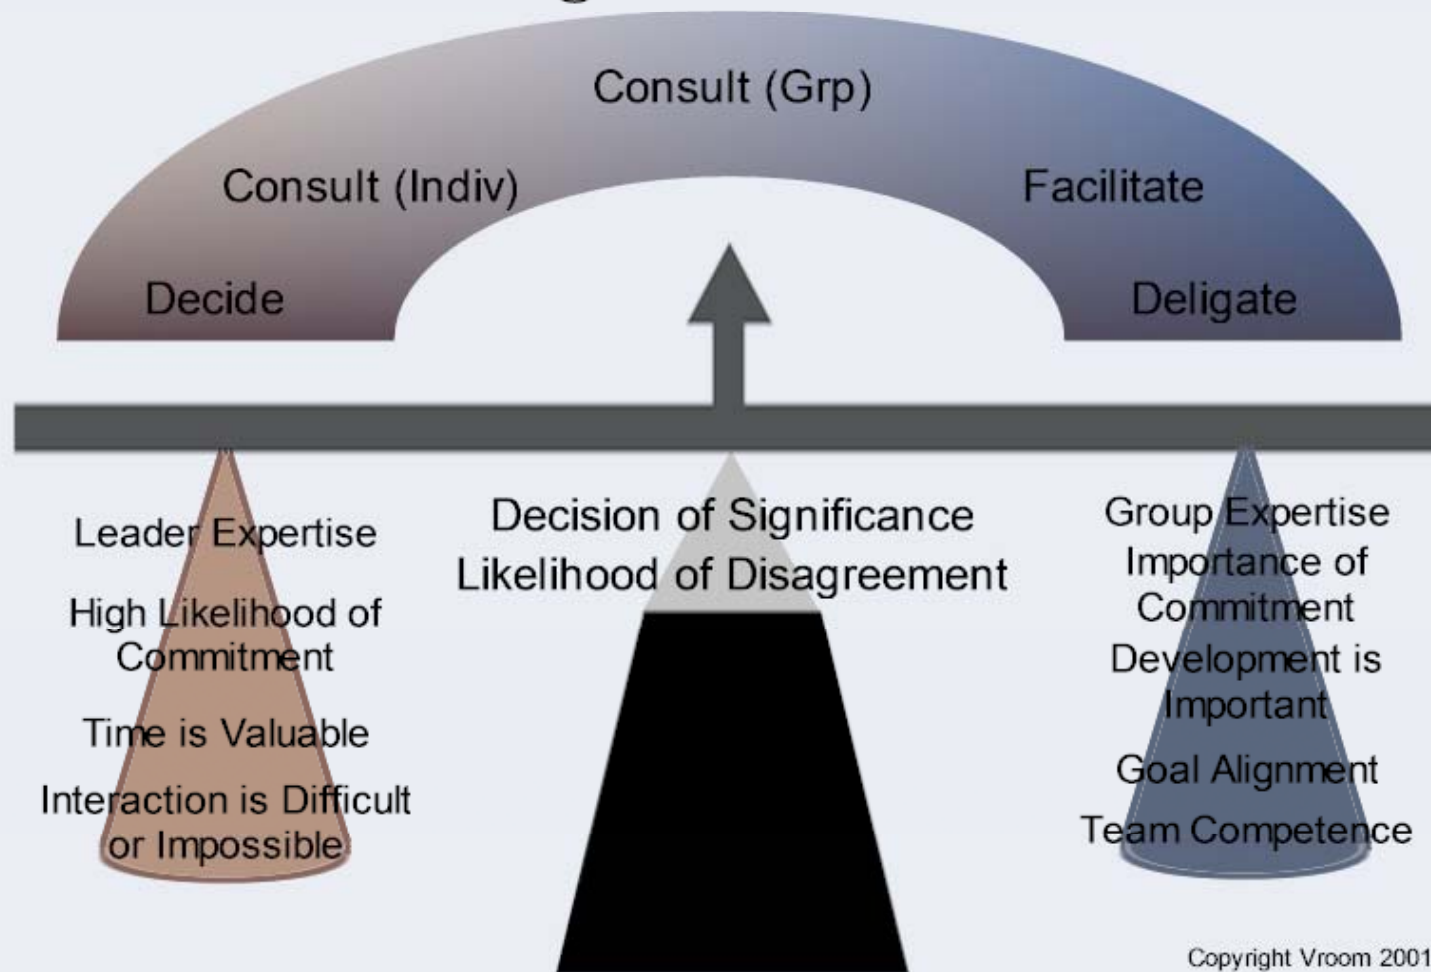 Consult (Grp)
Consult (Indiv)
Facilitate
Decide
Deligate
Decision of Significance
Likelihood of Disagreement
Leader Expertise
High Likelihood of
Commitment
Time is Valuable
Interaction is Difficult
or Impossible
Group Expertise
Importance of
Commitment
Development is
Important
Goal Alignment
Team Competence
Copyright Vroom 2001